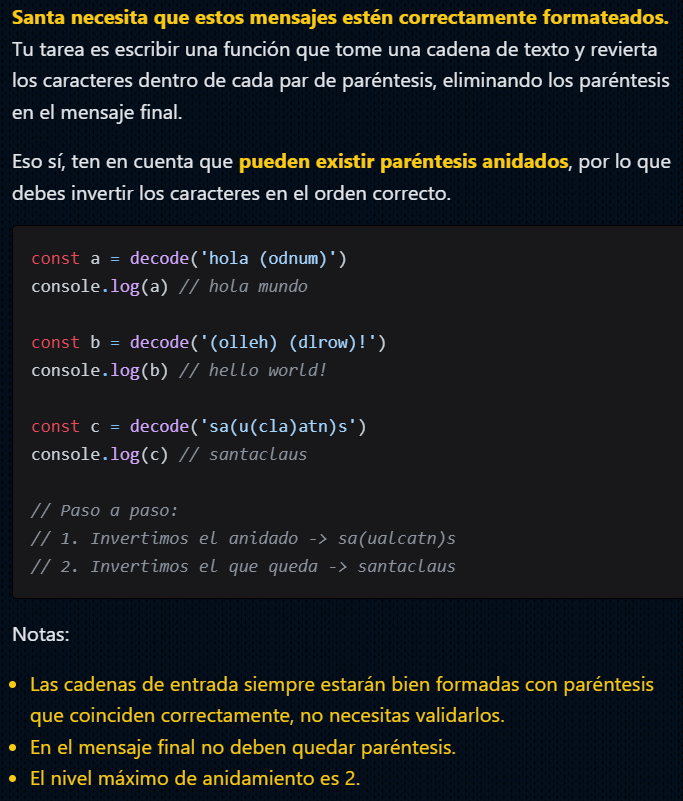 Santa necesita que estos mensajes estén correctamente formateados.
Tu tarea es escribir una función que tome una cadena de texto y revierta
los caracteres dentro de cada par de paréntesis, eliminando los paréntesis
en el mensaje final.
Eso sí, ten en cuenta que pueden existir paréntesis anidados, por lo que
debes invertir los caracteres en el orden correcto.
const a = decode('hola (odnum)')
console.log(a) // hola mundo
const b = decode('(olleh) (dlrow)!')
console.log(b) // hello world!
const c = decode('sa(u(cla)atn)s')
console.log(c) // santaclaus
// Paso a paso:
// 1. Invertimos el anidado -> sa(ualcatn)s
// 2. Invertimos el que queda -> santaclaus
Notas:
• Las cadenas de entrada siempre estarán bien formadas con paréntesis
que coinciden correctamente, no necesitas validarlos.
• En el mensaje final no deben quedar paréntesis.
• El nivel máximo de anidamiento es 2.